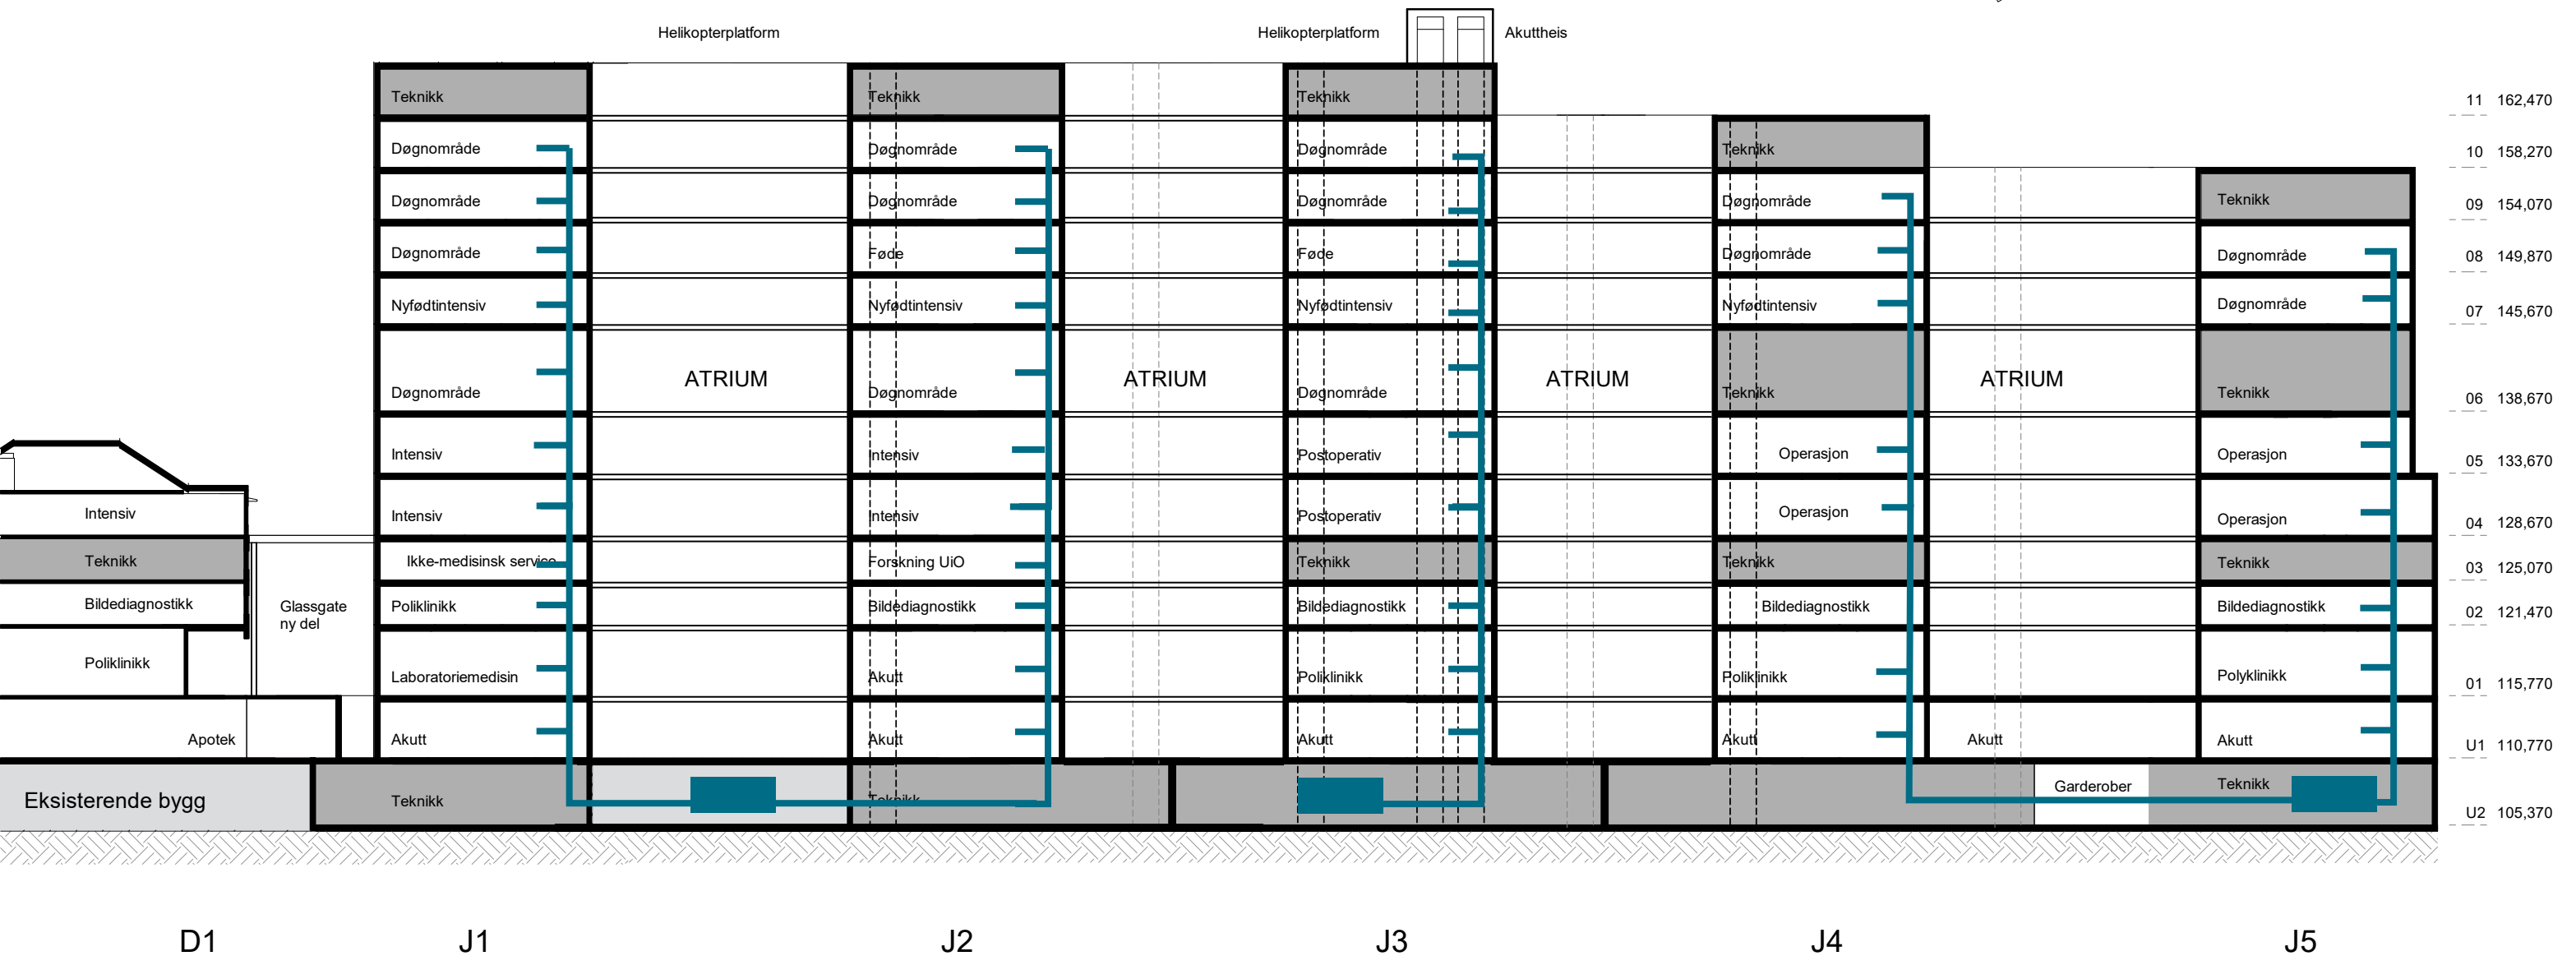 Helikopterplatform Helikopterplatform Akuttheis
Teknikk Teknikk Teknikk 11 162,470
Døgnområde Døgnområde Døgnområde Teknikk 10 158,270
Døgnområde Døgnområde Døgnområde Døgnområde Teknikk 09 154,070
Døgnområde Føde Føde Døgnområde Døgnområde 08 149,870
Nyfødtintensiv Nyfødtintensiv Nyfødtintensiv Nyfødtintensiv Døgnområde 07 145,670
ATRIUM ATRIUM ATRIUM ATRIUM
Døgnområde Døgnområde Døgnområde Teknikk Teknikk 06 138,670
Intensiv Intensiv Postoperativ Operasjon Operasjon 05 133,670
Intensiv Intensiv Intensiv Postoperativ Operasjon Operasjon 04 128,670
Teknikk Ikke-medisinsk service Forskning UiO Teknikk Teknikk Teknikk 03 125,070
Bildediagnostikk Glassgate Poliklinikk Bildediagnostikk Bildediagnostikk Bildediagnostikk Bildediagnostikk 02 121,470
ny del
Poliklinikk Laboratoriemedisin Akutt Poliklinikk Poliklinikk Polyklinikk 01 115,770
Apotek Akutt Akutt Akutt Akutt Akutt Akutt U1 110,770
Eksisterende bygg Teknikk Teknikk Garderober Teknikk U2 105,370
D1 J1 J2 J3 J4 J5